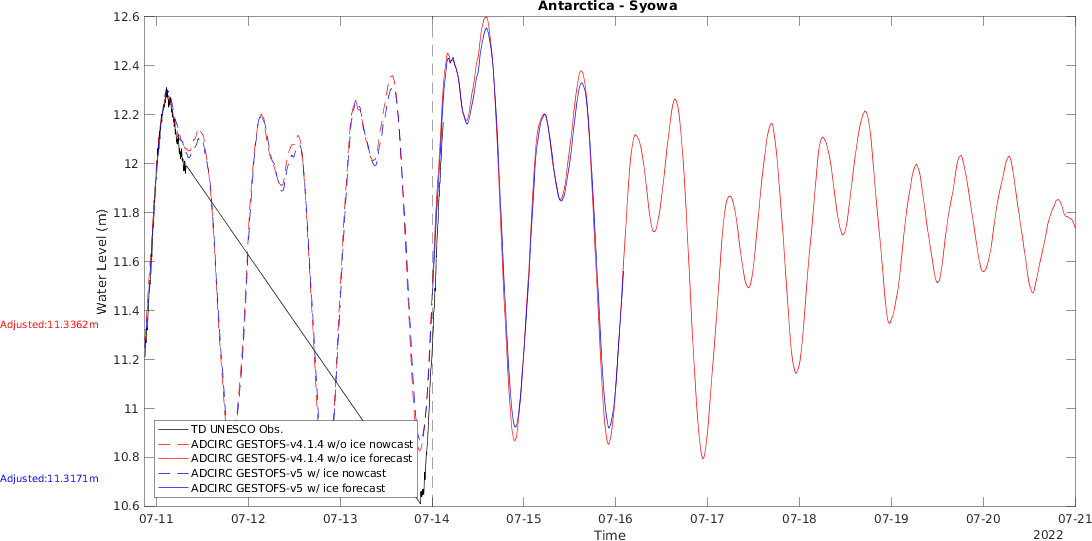 Antarctica - Syowa
12.6
12.4
12.2
12
11.8
11.6
11.4
11.2
11
10.8
10.6
Water Level (m)
Adjusted:11.3362m
Adjusted:11.3171m
TD UNESCO Obs.
ADCIRC GESTOFS-v4.1.4 w/o ice nowcast
ADCIRC GESTOFS-v4.1.4 w/o ice forecast
ADCIRC GESTOFS-v5 w/ ice nowcast
ADCIRC GESTOFS-v5 w/ ice forecast
07-11 07-12 07-13 07-14 07-15 07-16 07-17 07-18 07-19 07-20 07-21
Time
2022